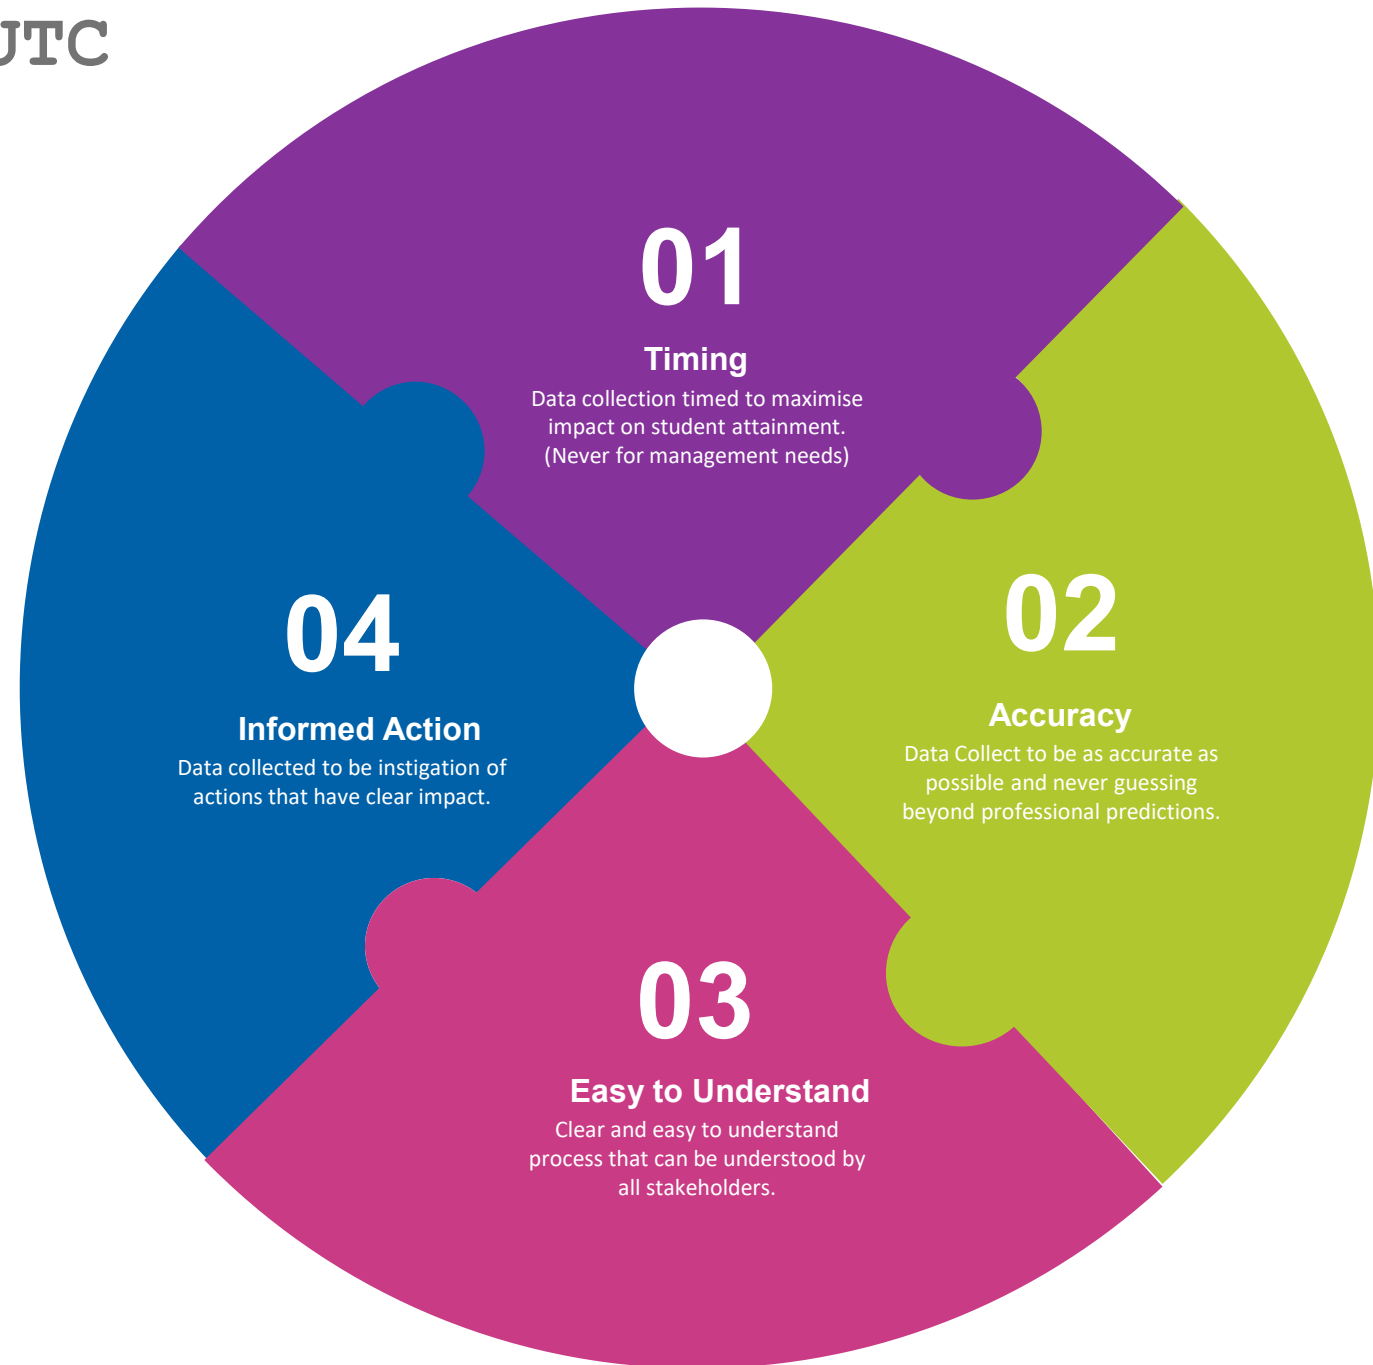 UTC
01
Timing
Data collection timed to maximise
impact on student attainment.
(Never for management needs)
02
Accuracy
Data Collect to be as accurate as
possible and never guessing
beyond professional predictions.
03
Easy to Understand
Clear and easy to understand
process that can be understood by
all stakeholders.
04
Informed Action
Data collected to be instigation of
actions that have clear impact.